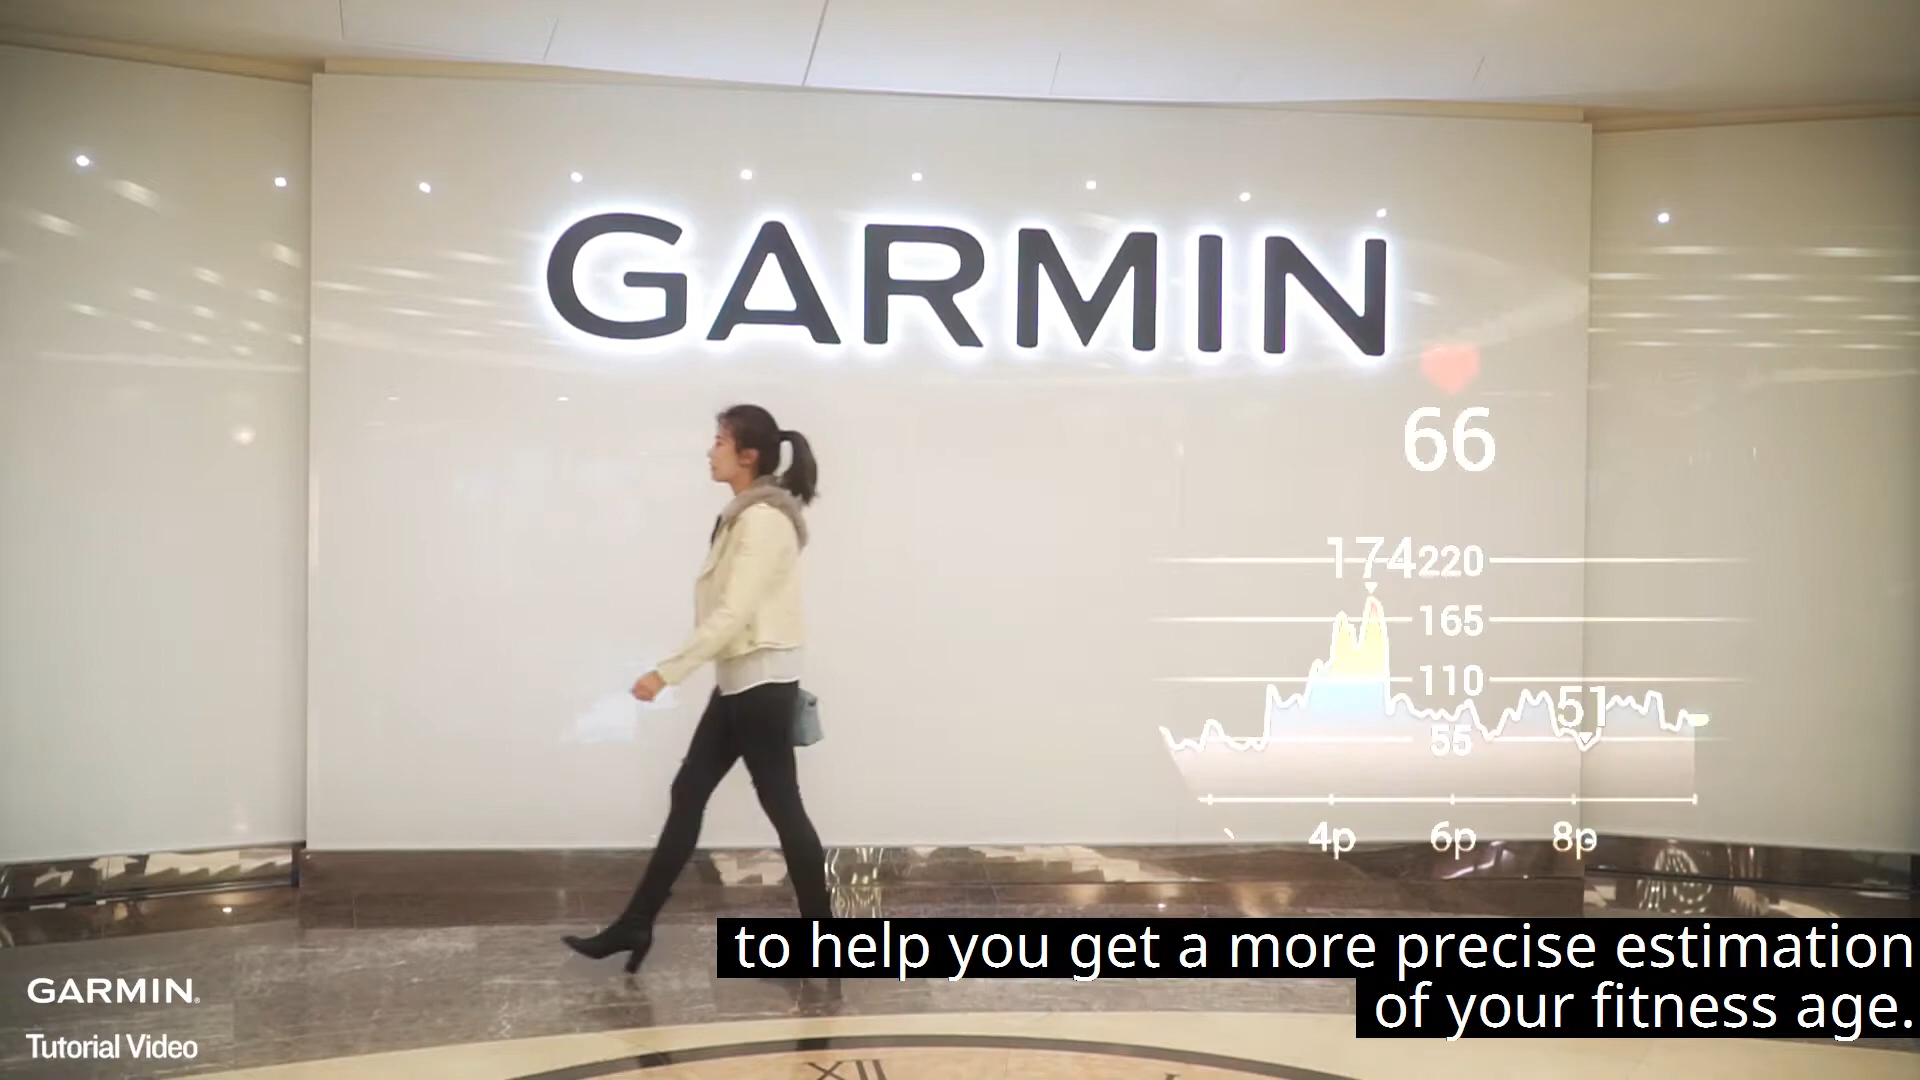 GARMIN
66
174
220
165
110
51
55
4p
6p
8p
to help you get a more precise estimation
of your fitness age.
GARMIN.
Tutorial Video
XII